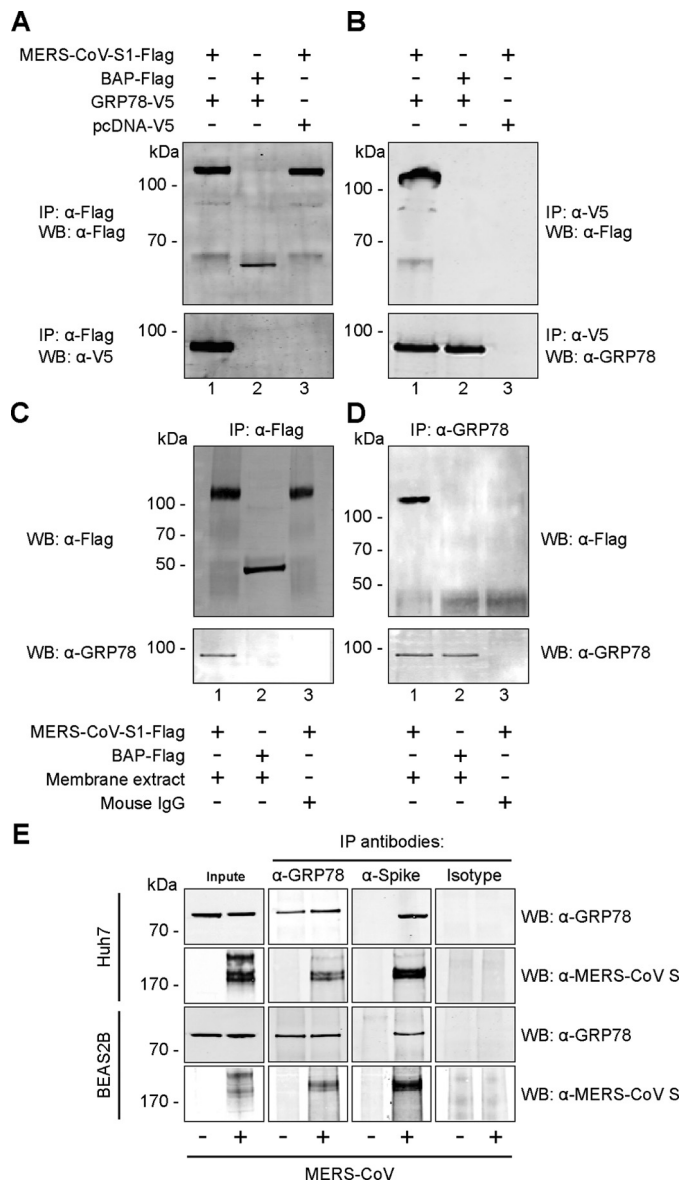 A
B
MERS-CoV-S1-Flag + - + + - +
BAP-Flag - + - - + -
GRP78-V5 + + - + + -
pcDNA-V5 - - + - - +
kDa
100 -
70 -
IP: α-Flag
WB: α-Flag
kDa
100 -
70 -
IP: α-V5
WB: α-Flag
100 -
IP: α-Flag
WB: α-V5
100 -
IP: α-V5
WB: α-GRP78
1 2 3 1 2 3
C
D
IP: α-Flag
IP: α-GRP78
kDa
100 -
70 -
50 -
WB: α-Flag
kDa
100 -
70 -
50 -
WB: α-Flag
WB: α-GRP78
100 -
100 -
WB: α-GRP78
1 2 3 1 2 3
MERS-CoV-S1-Flag + - + + - +
BAP-Flag - + - - + -
Membrane extract + + - + + -
Mouse IgG - - + - - +
E
IP antibodies:
Inpute α-GRP78 α-Spike Isotype
kDa
Huh7
70 -
WB: α-GRP78
170 -
WB: α-MERS-CoV S
BEAS2B
70 -
WB: α-GRP78
170 -
WB: α-MERS-CoV S
- + - + - + - +
MERS-CoV